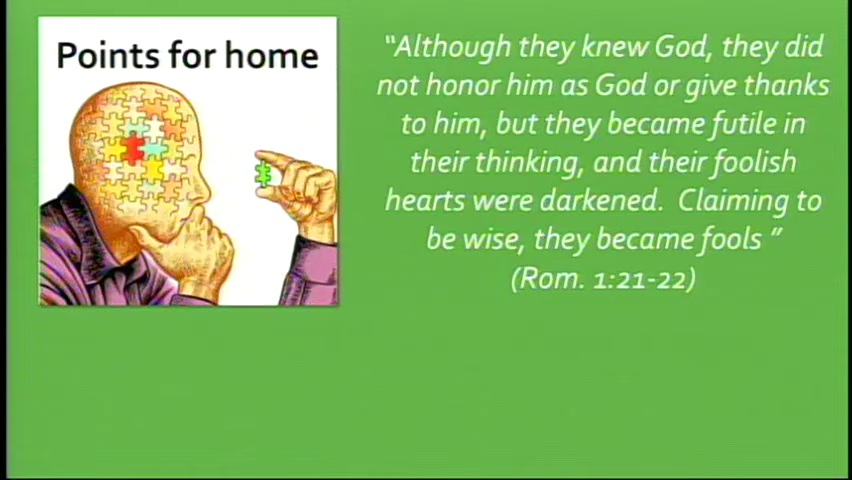 Points for home
“Although they knew God, they did
not honor him as God or give thanks
to him, but they became futile in
their thinking, and their foolish
hearts were darkened.  Claiming to
be wise, they became fools ”
(Rom. 1:21-22)